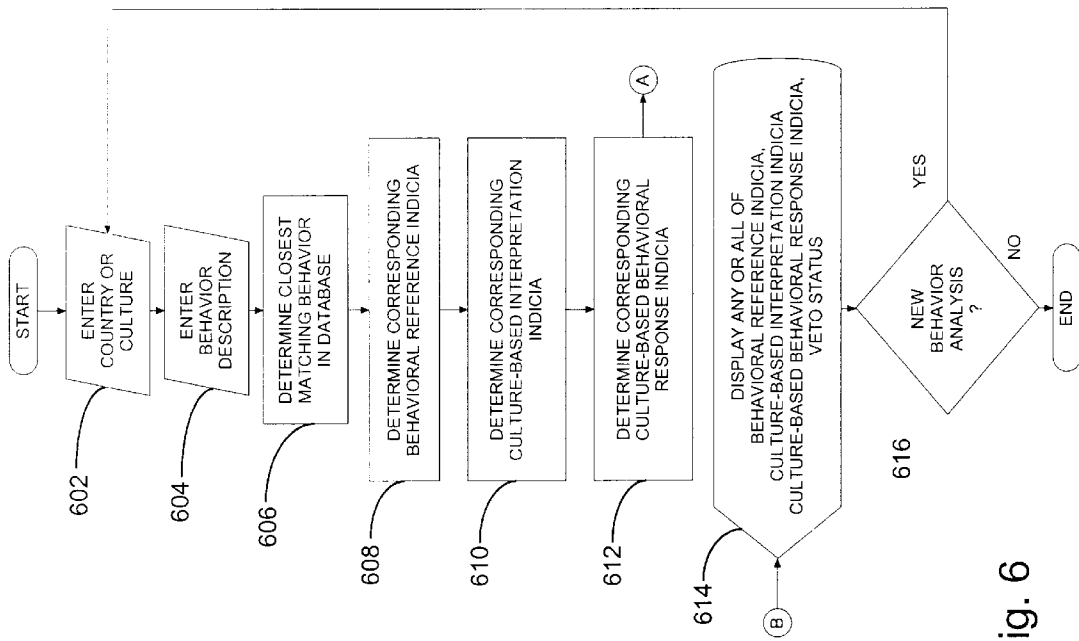 START
ENTER
COUNTRY OR
CULTURE
602
ENTER
BEHAVIOR
DESCRIPTION
604
DETERMINE CLOSEST
MATCHING BEHAVIOR
IN DATABASE
606
DETERMINE CORRESPONDING
BEHAVIORAL REFERENCE INDICIA
608
DETERMINE CORRESPONDING
CULTURE-BASED INTERPRETATION
INDICIA
610
DETERMINE CORRESPONDING
CULTURE-BASED BEHAVIORAL
RESPONSE INDICIA
612
A
B
DISPLAY ANY OR ALL OF
BEHAVIORAL REFERENCE INDICIA,
CULTURE-BASED INTERPRETATION INDICIA
CULTURE-BASED BEHAVIORAL RESPONSE INDICIA,
VETO STATUS
614
NEW
BEHAVIOR
ANALYSIS
?
616
YES
NO
END
ig. 6